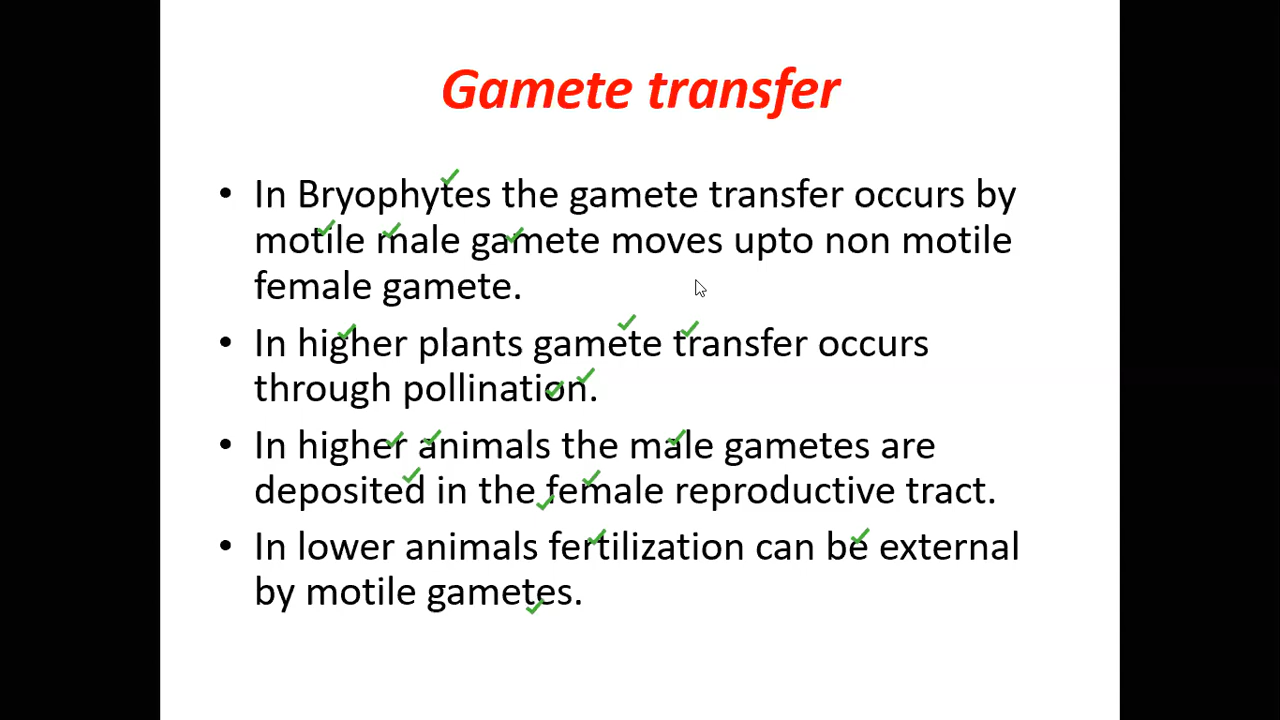 Gamete transfer
• In Bryophytes the gamete transfer occurs by
motile male gamete moves upto non motile
female gamete.
• In higher plants gamete transfer occurs
through pollination.
• In higher animals the male gametes are
deposited in the female reproductive tract.
• In lower animals fertilization can be external
by motile gametes.